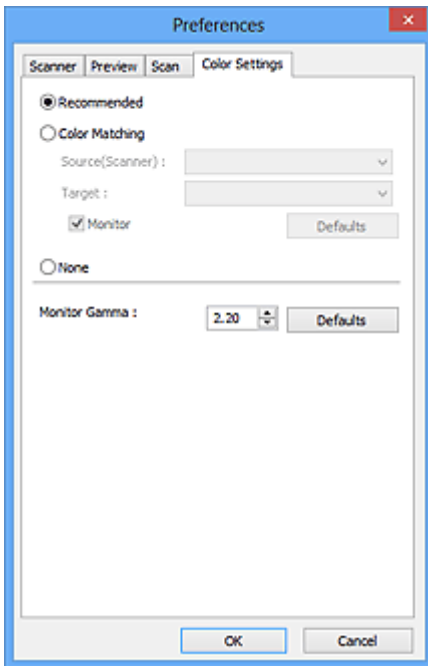 Preferences
Scanner Preview Scan Color Settings
Recommended
Color Matching
Source(Scanner) :
Target :
Monitor Defaults
None
Monitor Gamma : 2.20 Defaults
OK Cancel